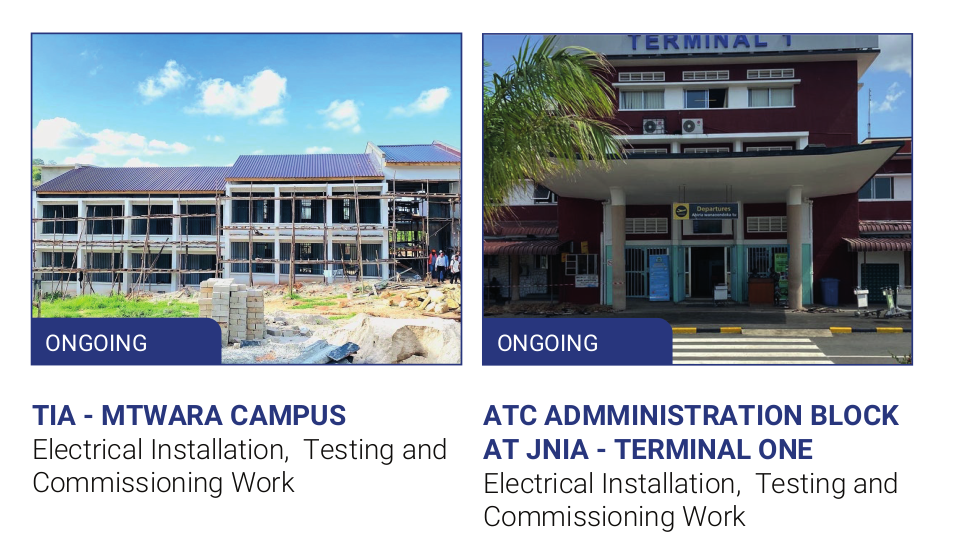 TERMINAL 1
Departures
ONGOING
ONGOING
TIA - MTWARA CAMPUS
Electrical Installation, Testing and
Commissioning Work
ATC ADMMINISTRATION BLOCK
AT JNIA - TERMINAL ONE
Electrical Installation, Testing and
Commissioning Work